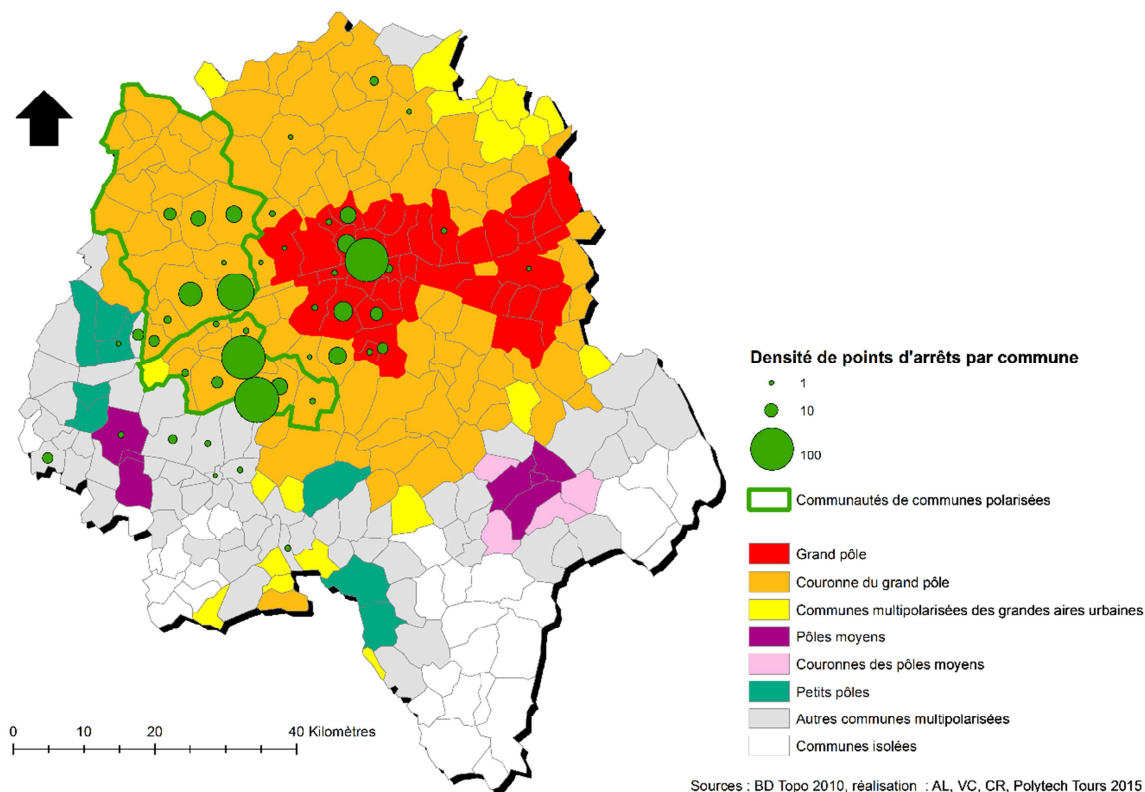 Densité de points d'arrêts par commune
1
10
100
Communautés de communes polarisées
Grand pôle
Couronne du grand pôle
Communes multipolarisées des grandes aires urbaines
Pôles moyens
Couronnes des pôles moyens
Petits pôles
Autres communes multipolarisées
Communes isolées
0 10 20 40 Kilomètres
Sources : BD Topo 2010, réalisation : AL, VC, CR, Polytech Tours 2015